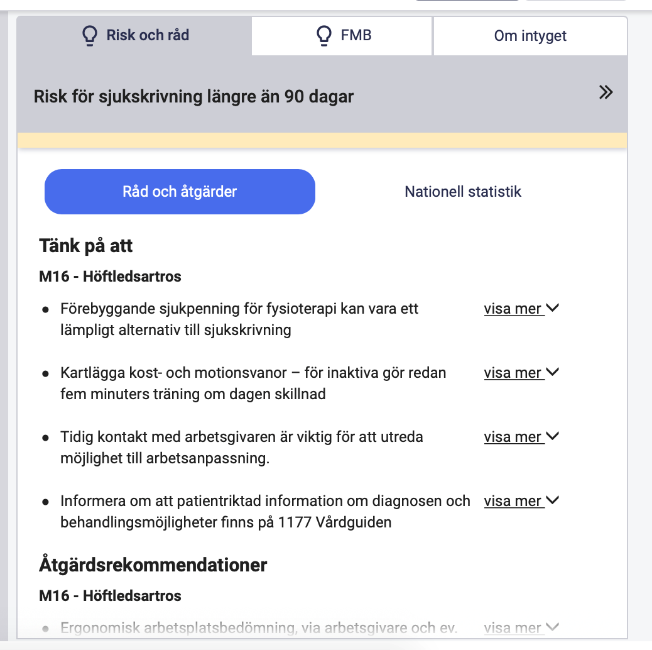 Risk och råd
FMB
Om intyget
Risk för sjukskrivning längre än 90 dagar
Råd och åtgärder
Nationell statistik
Tänk på att
M16 - Höftledsartros
Förebyggande sjukpenning för fysioterapi kan vara ett
lämpligt alternativ till sjukskrivning
visa mer
Kartlägga kost- och motionsvanor – för inaktiva gör redan
fem minuters träning om dagen skillnad
visa mer
Tidig kontakt med arbetsgivaren är viktig för att utreda
möjlighet till arbetsanpassning.
visa mer
Informera om att patientriktad information om diagnosen och
behandlingsmöjligheter finns på 1177 Vårdguiden
visa mer
Åtgärdsrekommendationer
M16 - Höftledsartros
Ergonomisk arbetsplatsbedömning, via arbetsgivare och ev.
visa mer